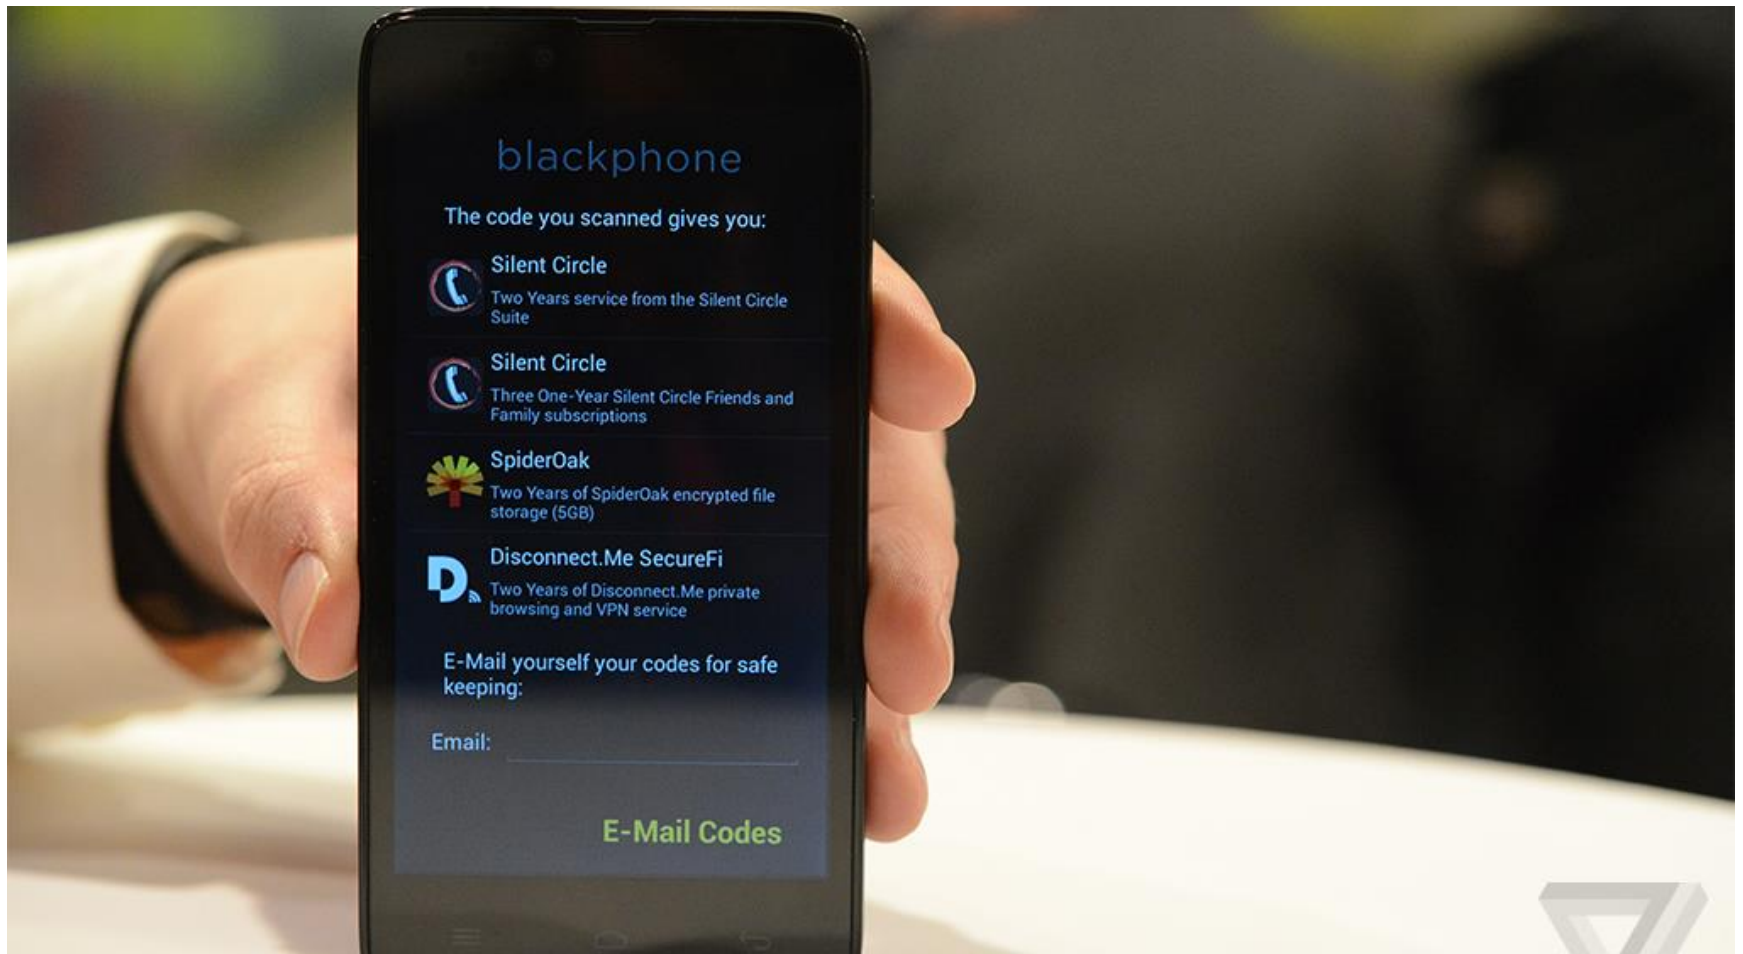 blackphone
The code you scanned gives you:
Silent Circle
Two Years service from the Silent Circle
Suite
Silent Circle
Three One-Year Silent Circle Friends and
Family subscriptions
SpiderOak
Two Years of SpiderOak encrypted file
storage (5GB)
Disconnect.Me SecureFi
Two Years of Disconnect.Me private
browsing and VPN service
E-Mail yourself your codes for safe
keeping:
Email:
E-Mail Codes